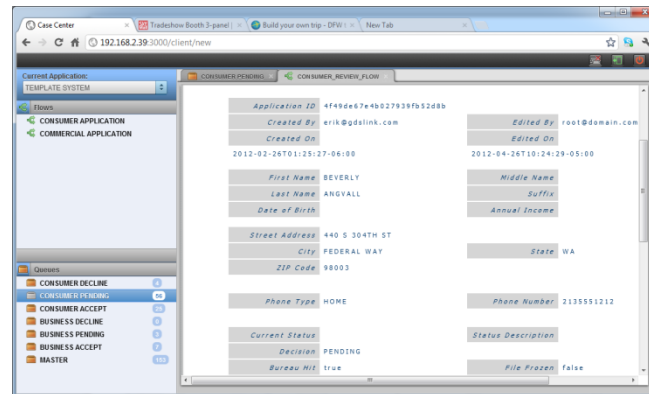 Case Center
Tradeshow Booth 3-panel |
Build your own trip - DFW t
New Tab
192.168.2.39:3000/client/new
Current Application:
TEMPLATE SYSTEM
CONSUMER PENDING
CONSUMER_REVIEW_FLOW
Flows
CONSUMER APPLICATION
COMMERCIAL APPLICATION
Application ID 4f49de67e4b027939fb52d8b
Created By erik@gdslink.com Edited By root@domain.com
Created On Edited On
2012-02-26T01:25:27-06:00 2012-04-26T10:24:29-05:00
First Name BEVERLY Middle Name
Last Name ANGVALL Suffix
Date of Birth Annual Income
Street Address 440 S 304TH ST
City FEDERAL WAY State WA
ZIP Code 98003
Phone Type HOME Phone Number 2135551212
Current Status Status Description
Decision PENDING
Bureau Hit true File Frozen false
Queues
CONSUMER DECLINE
CONSUMER PENDING
CONSUMER ACCEPT
BUSINESS DECLINE
BUSINESS PENDING
BUSINESS ACCEPT
MASTER